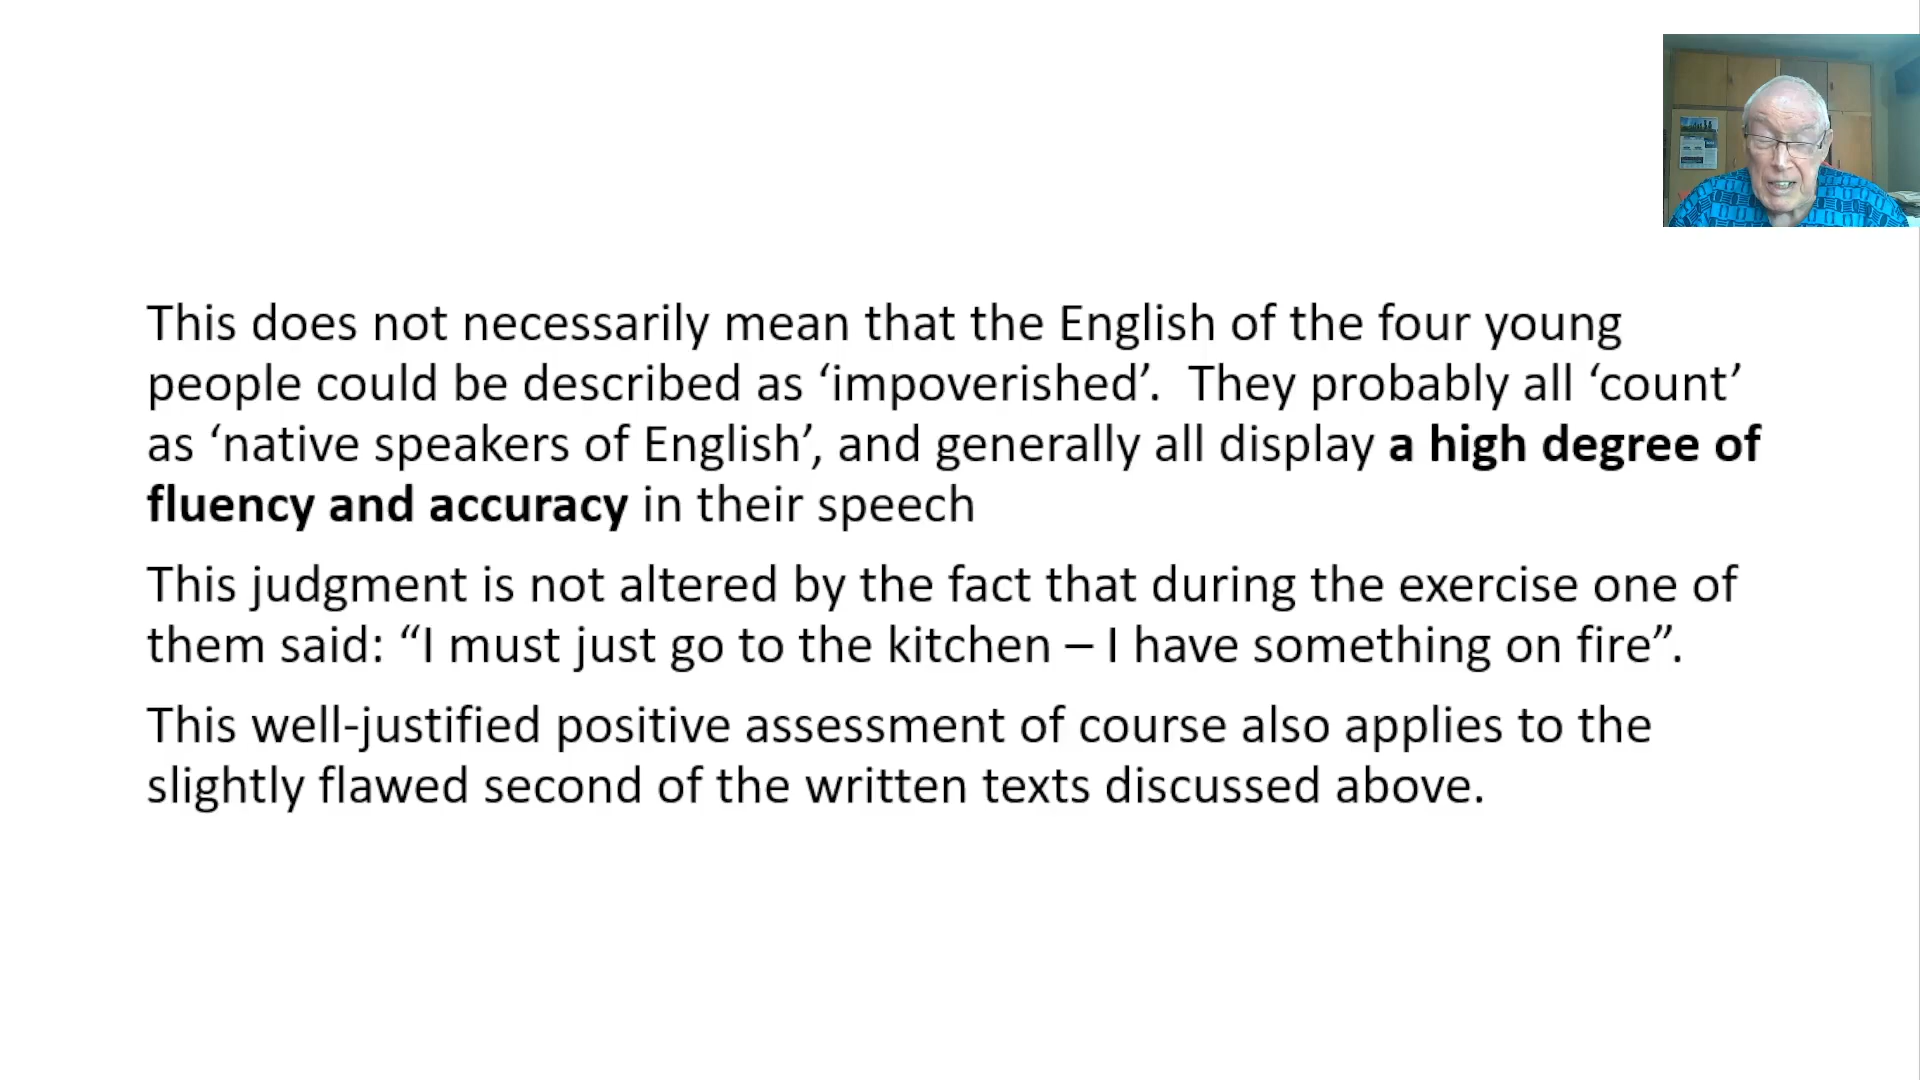 This does not necessarily mean that the English of the four young
people could be described as ‘impoverished’.  They probably all ‘count’
as ‘native speakers of English’, and generally all display a high degree of
fluency and accuracy in their speech
This judgment is not altered by the fact that during the exercise one of
them said: “I must just go to the kitchen – I have something on fire”.
This well-justified positive assessment of course also applies to the
slightly flawed second of the written texts discussed above.